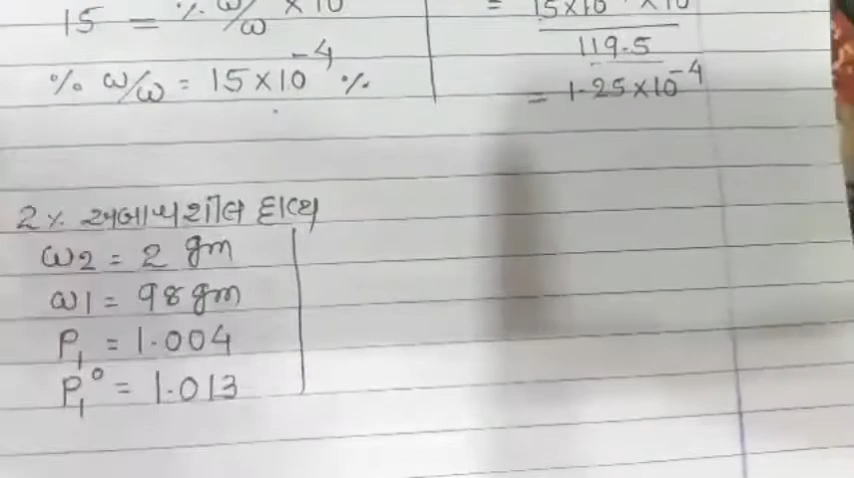 15 = % w/w × 10
% w/w = 15 × 10⁻⁴ %
= 15×10 ×10
119.5
= 1.25×10⁻⁴
2% અબાષ્પશીલ દ્રાવ્ય
w2 = 2 gm
w1 = 98 gm
P₁ = 1.004
P₁° = 1.013